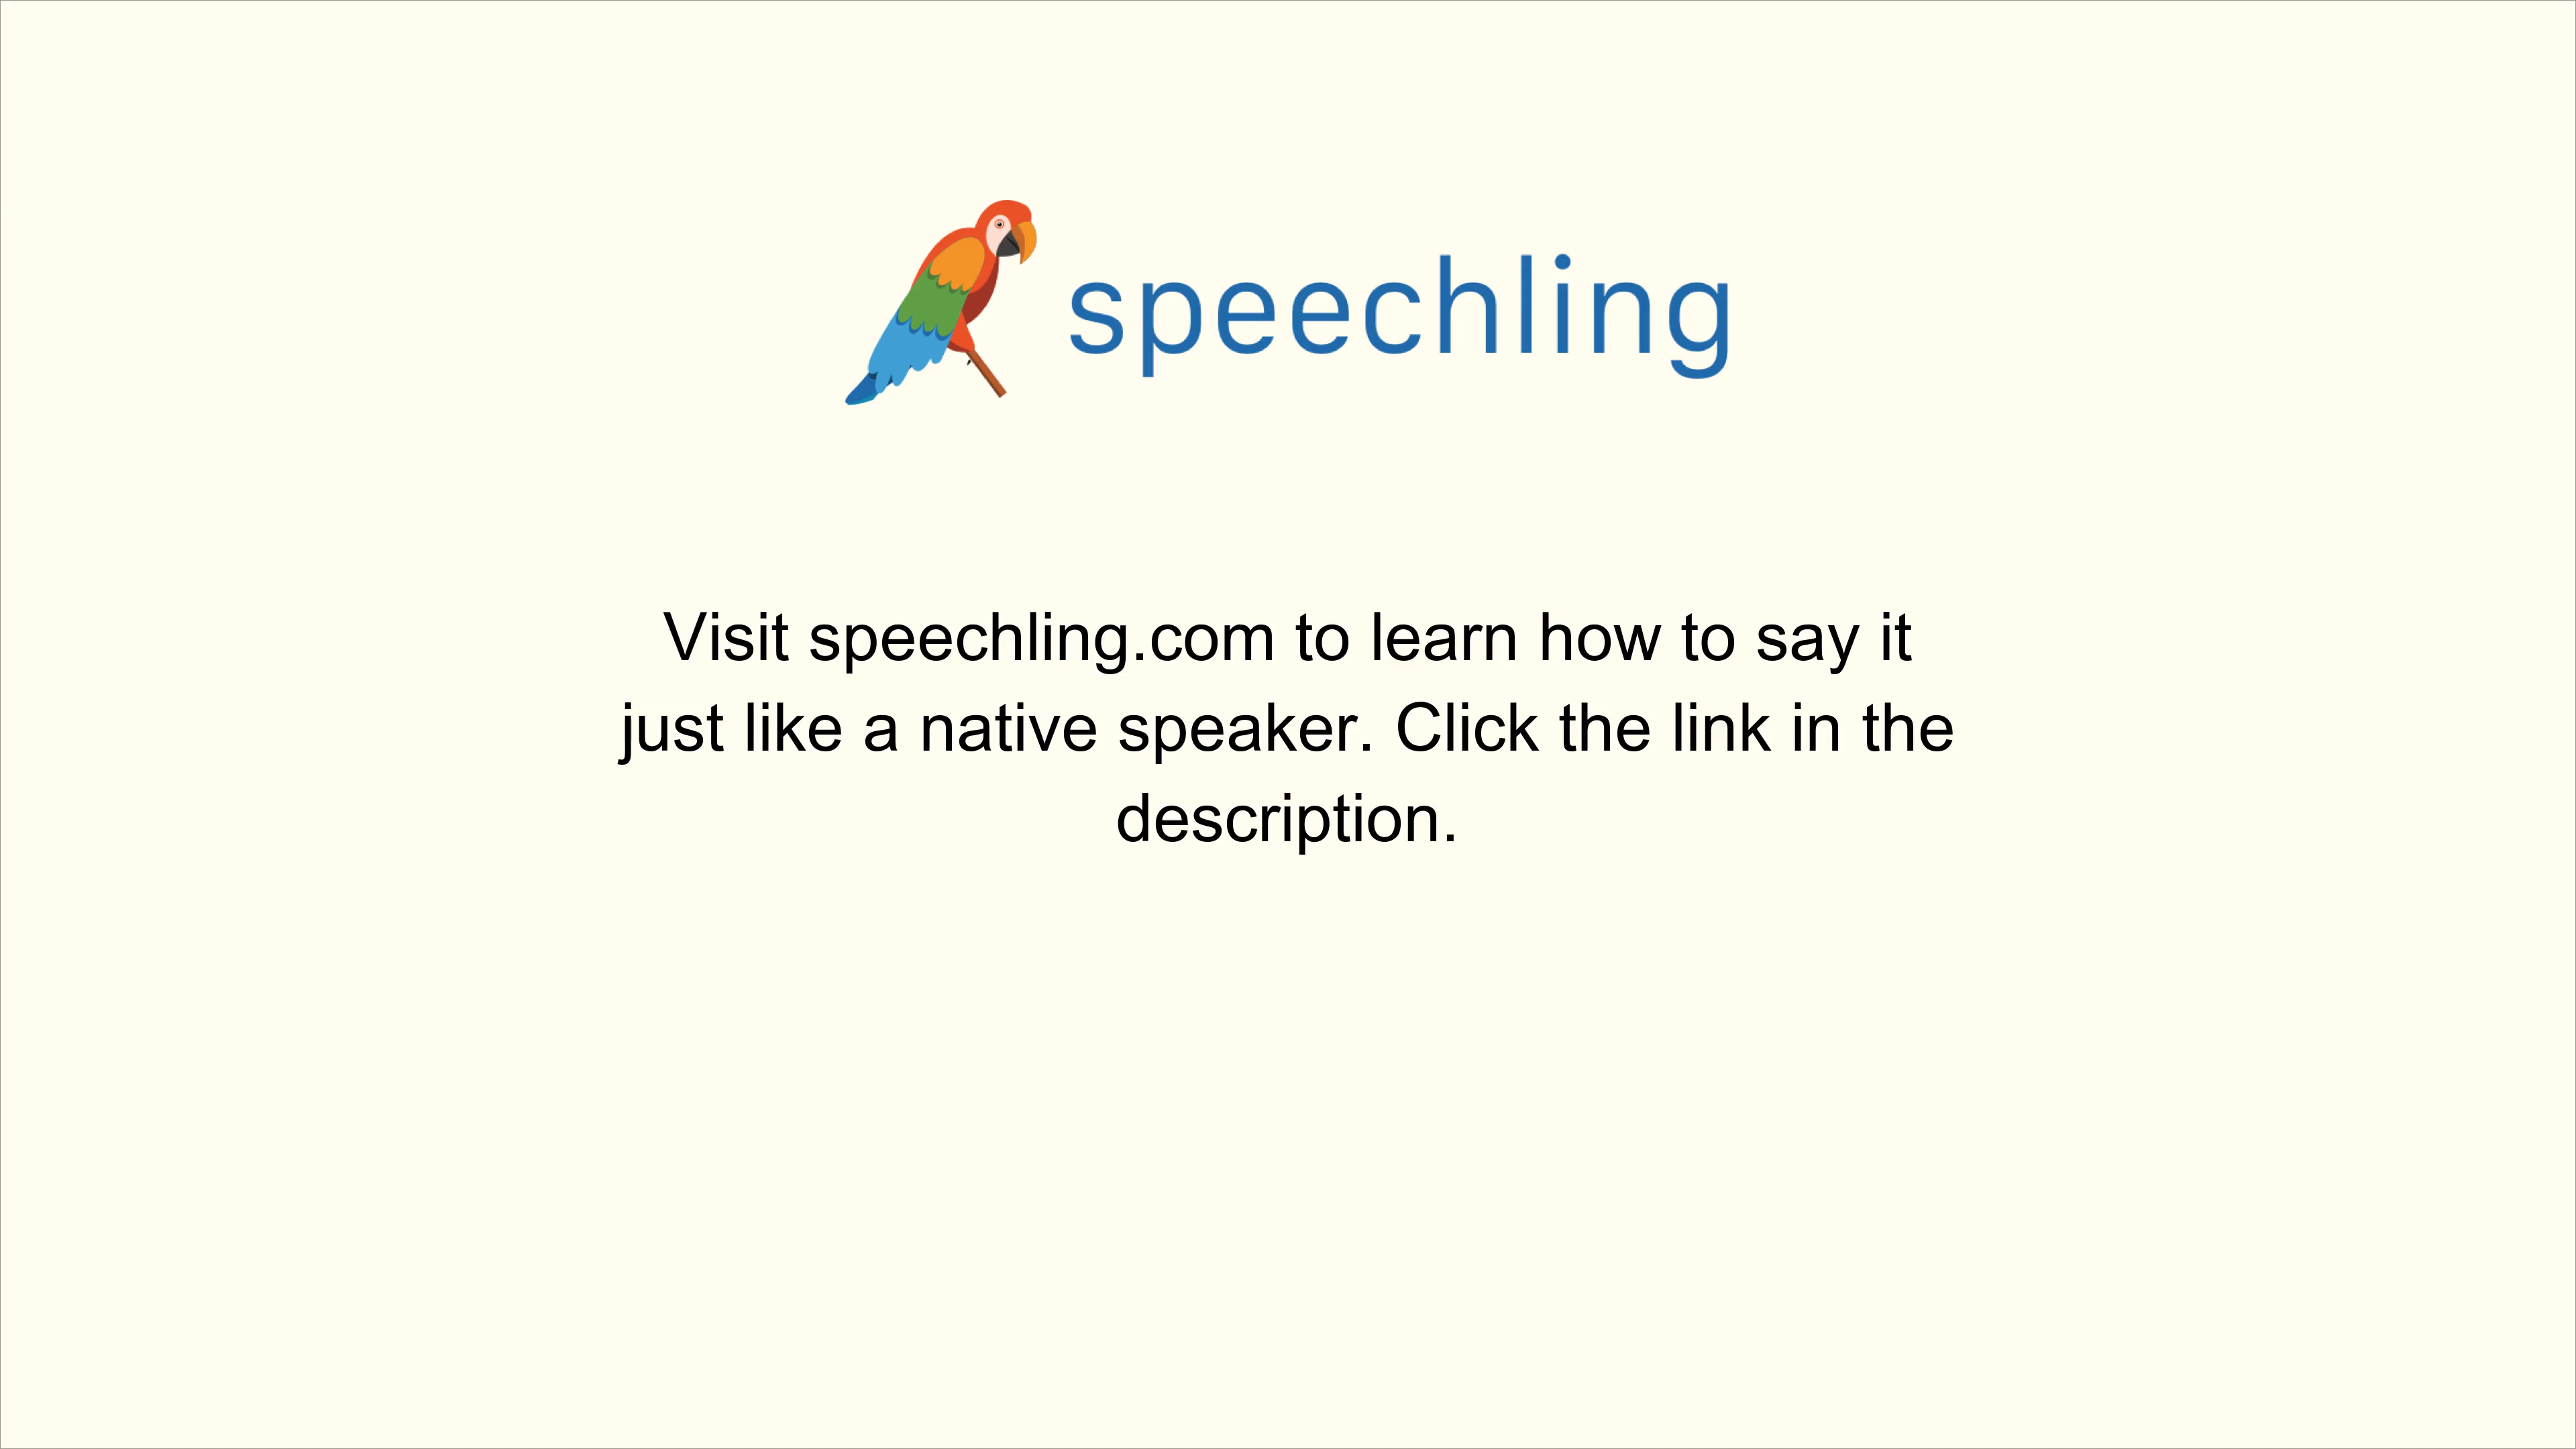 speechling
Visit speechling.com to learn how to say it
just like a native speaker. Click the link in the
description.